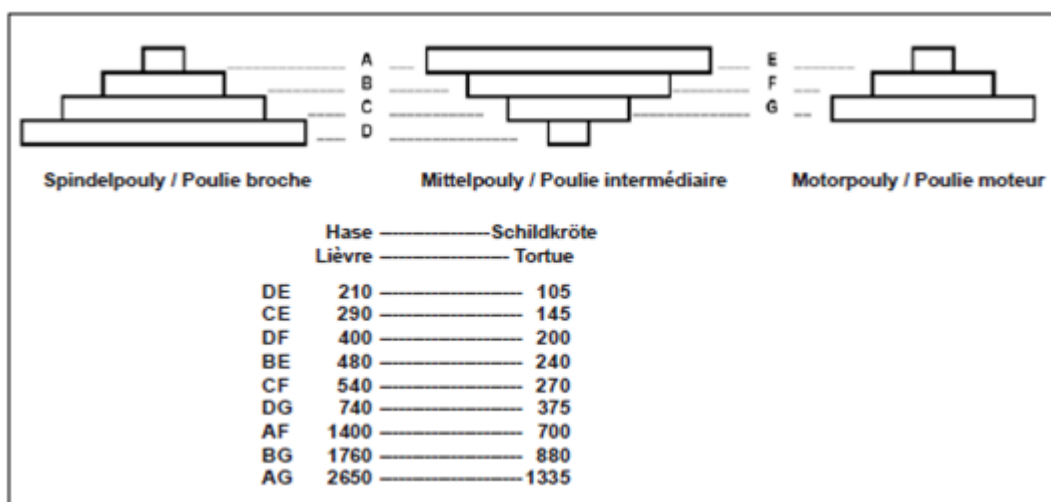 A E
B F
C G
D
Spindelpouly / Poulie broche Mittelpouly / Poulie intermédiaire Motorpouly / Poulie moteur
Hase ---------------------Schildkröte
Lièvre ------------------------ Tortue
DE 210 -------------------------- 105
CE 290 -------------------------- 145
DF 400 -------------------------- 200
BE 480 -------------------------- 240
CF 540 -------------------------- 270
DG 740 -------------------------- 375
AF 1400 -------------------------- 700
BG 1760 -------------------------- 880
AG 2650 --------------------------1335